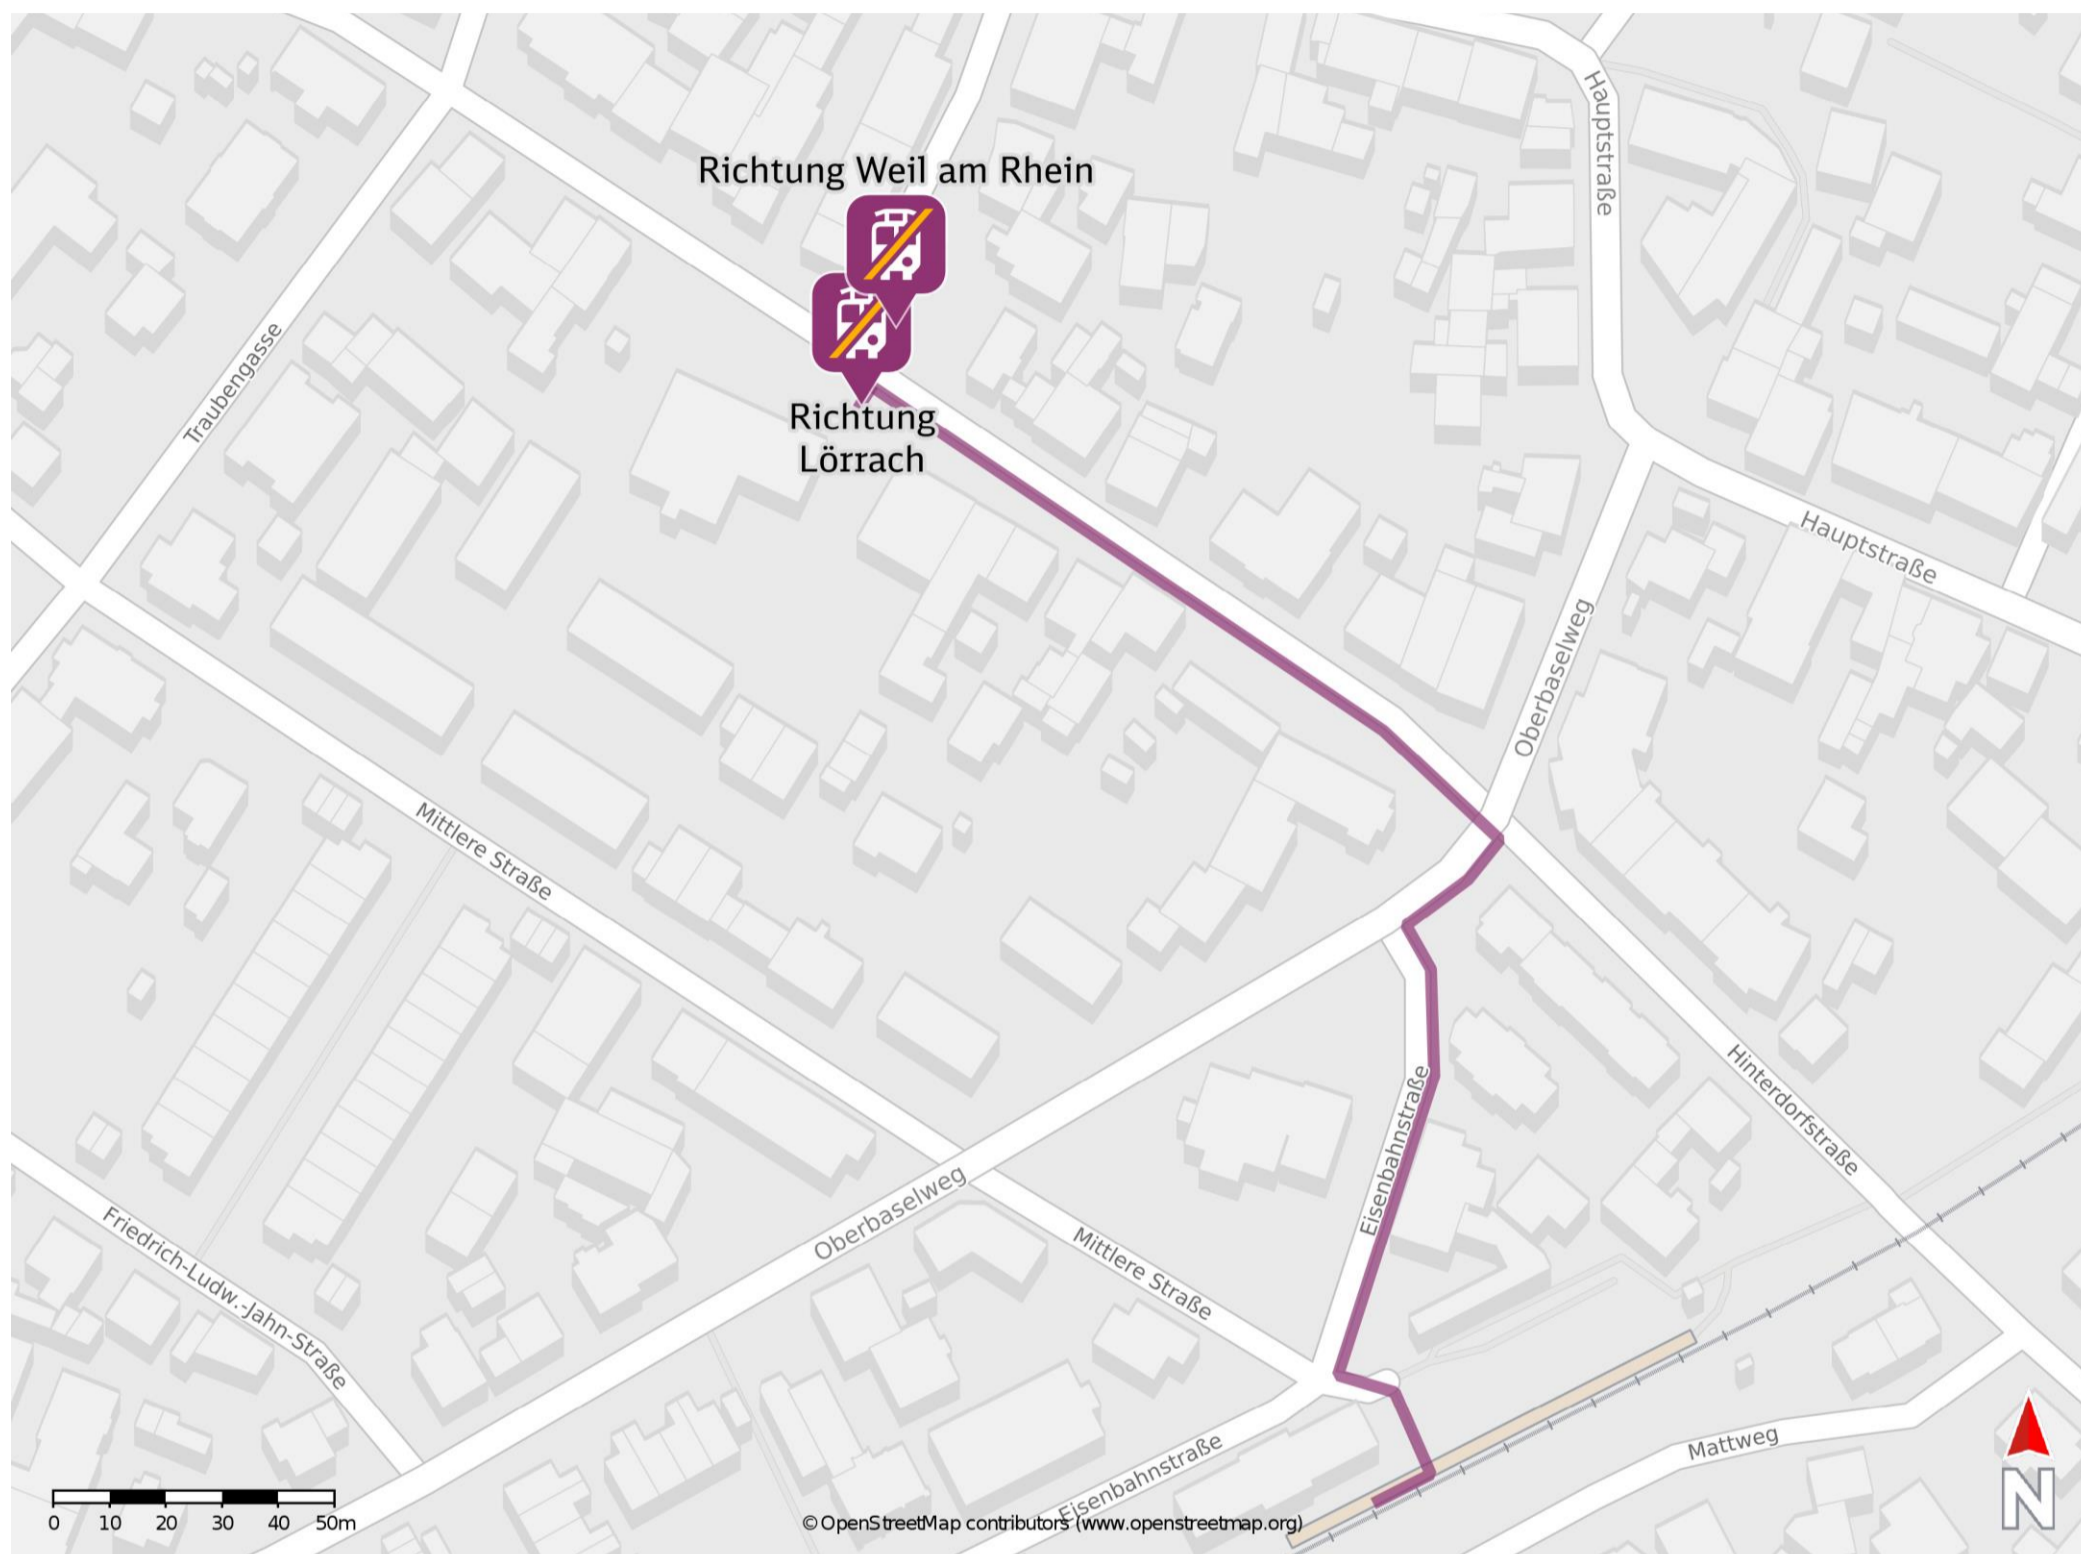 Hauptstraße
Richtung Weil am Rhein
Traubengasse
Richtung
Lörrach
Hauptstraße
Oberbaselweg
Mittlere Straße
Hinterdorfstraße
Eisenbahnstraße
Oberbaselweg
Friedrich-Ludw.-Jahn-Straße
Mittlere Straße
Mattweg
Eisenbahnstraße
N
0 10 20 30 40 50m
© OpenStreetMap contributors (www.openstreetmap.org)